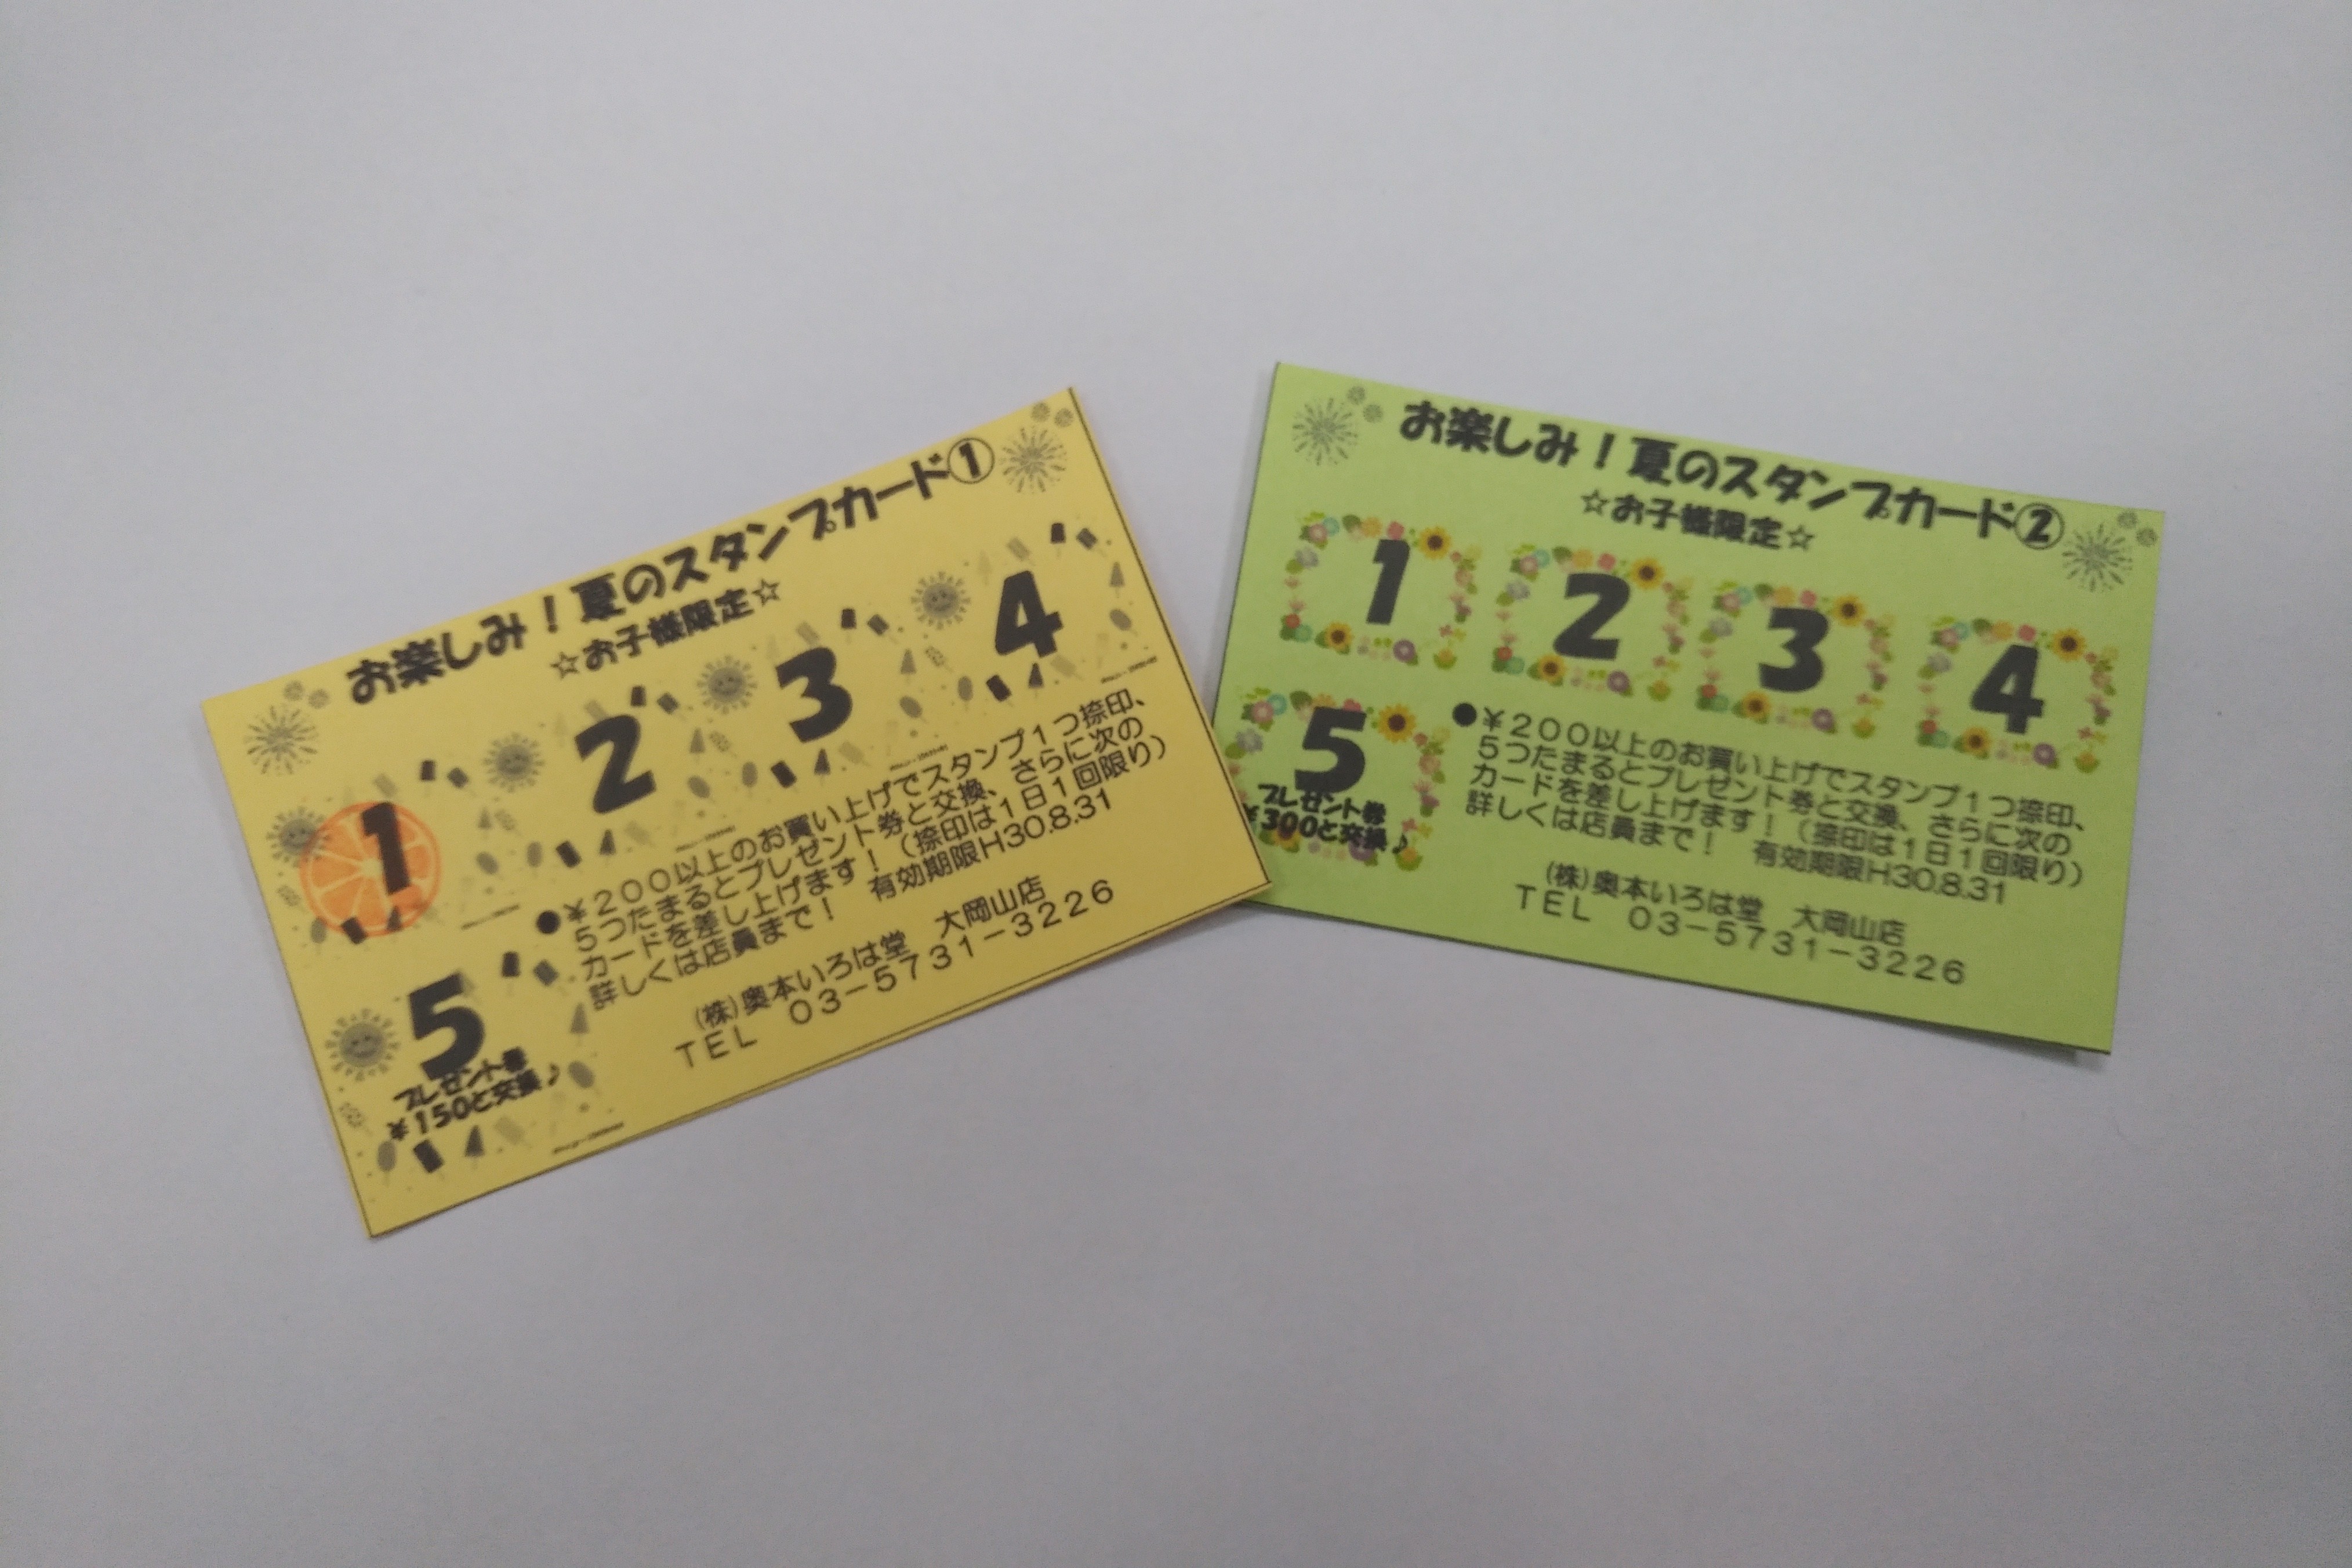 お楽しみ！夏のスタンプカード①
☆お子様限定☆
1
2
3
4
5
プレゼント券
¥150と交換♪
●¥200以上のお買い上げでスタンプ1つ捺印、
5つたまるとプレゼント券と交換、さらに次の
カードを差し上げます！（捺印は1日1回限り）
詳しくは店員まで！　有効期限H30.8.31
(株)奥本いろは堂　大岡山店
TEL　03－5731－3226
お楽しみ！夏のスタンプカード②
☆お子様限定☆
1
2
3
4
5
プレゼント券
¥300と交換♪
●¥200以上のお買い上げでスタンプ1つ捺印、
5つたまるとプレゼント券と交換、さらに次の
カードを差し上げます！（捺印は1日1回限り）
詳しくは店員まで！　有効期限H30.8.31
(株)奥本いろは堂　大岡山店
TEL　03－5731－3226